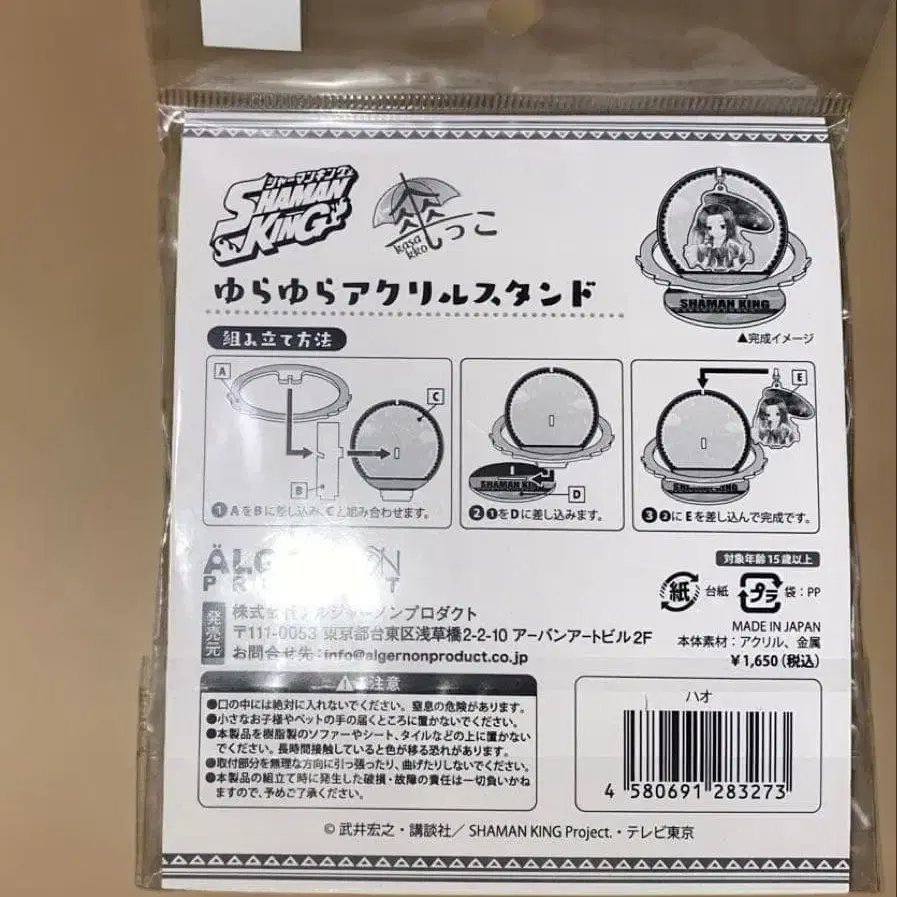 シャーマンキング
SHAMAN
KING
傘っこ
kasa
kko
ゆらゆらアクリルスタンド
SHAMAN KING
▲完成イメージ
組み立て方法
A
B
C
①AをBに差し込み、Cと組み合わせます。
SHAMAN KING
D
②①をDに差し込みます。
E
SHAMAN KING
③②にEを差し込んで完成です。
対象年齢15歳以上
紙 台紙 プラ 袋:PP
MADE IN JAPAN
本体素材:アクリル、金属
¥1,650(税込)
発売元
株式会社アルジャーノンプロダクト
〒111-0053 東京都台東区浅草橋2-2-10 アーバンアートビル2F
お問合せ先:info@algernonproduct.co.jp
注意
●口の中には絶対に入れないでください。窒息の危険があります。
●小さなお子様やペットの手の届くところに置かないでください。
●本製品を樹脂製のソファーやシート、タイルなどの上に置かない
でください。長時間接触していると色が移る恐れがあります。
●取付部分を無理な方向に引っ張ったり、曲げたりしないでください。
●本製品の組立て時に発生した破損・故障の責任は一切負いかね
ますので、予めご了承ください。
ハオ
4 580691 283273
© 武井宏之・講談社/ SHAMAN KING Project.・テレビ東京